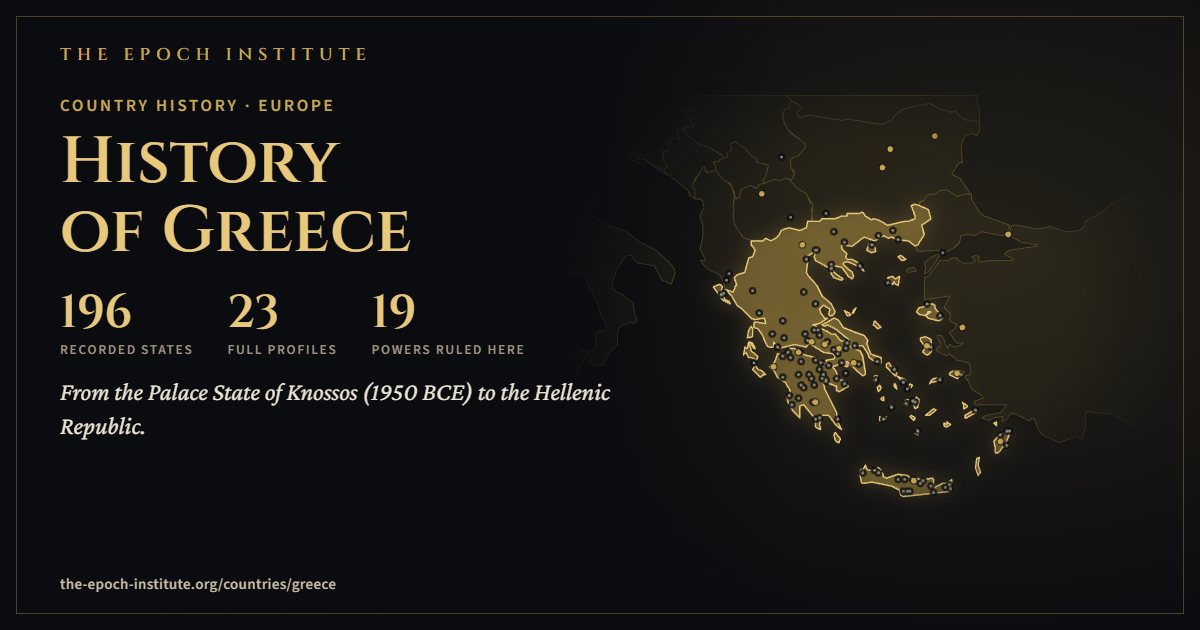 THE EPOCH INSTITUTE
COUNTRY HISTORY · EUROPE
HISTORY
OF GREECE
196 23 19
RECORDED STATES FULL PROFILES POWERS RULED HERE
From the Palace State of Knossos (1950 BCE) to the Hellenic
Republic.
the-epoch-institute.org/countries/greece